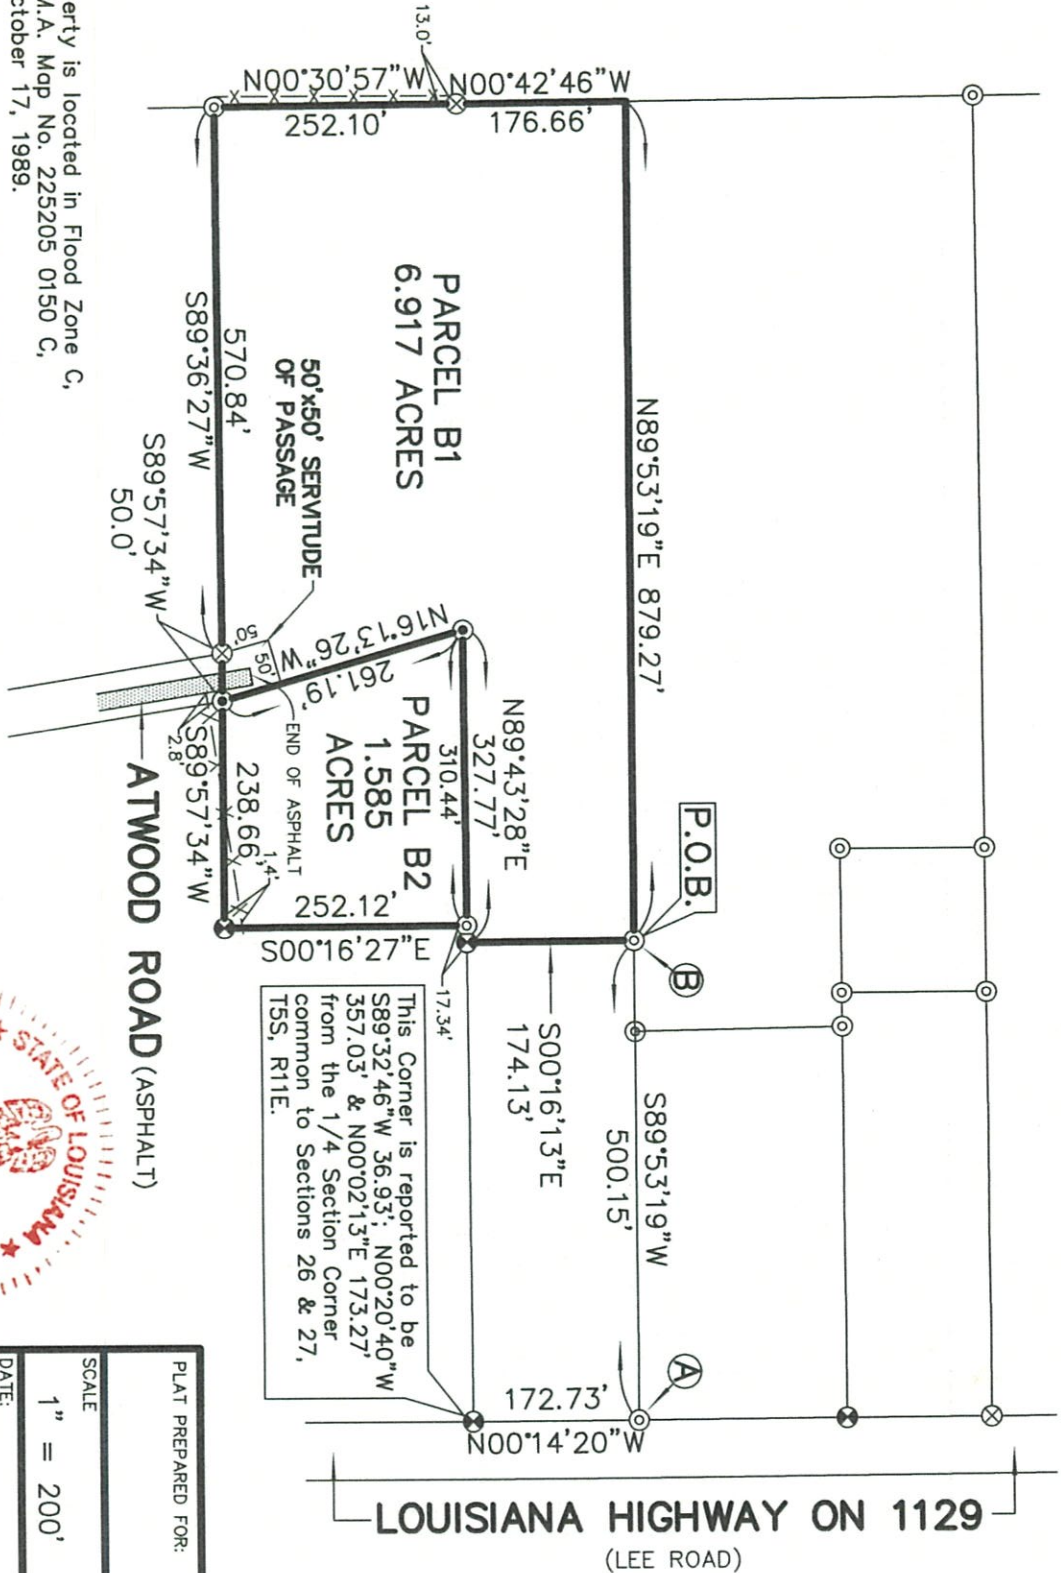 erty is located in Flood Zone C,
M.A. Map No. 225205 0150 C,
ctober 17, 1989.
13.0'
N00°30'57"W
252.10'
N00°42'46"W
176.66'
N89°53'19"E 879.27'
PARCEL B1
6.917 ACRES
570.84'
S89°36'27"W
50'x50' SERVITUDE
OF PASSAGE
S89°57'34"W
50.0'
50'
50'
N16°13'26"W
261.19'
N89°43'28"E
327.77'
310.44'
PARCEL B2
1.585
ACRES
END OF ASPHALT
238.66'
S89°57'34"W
2.8'
1.4'
252.12'
S00°16'27"E
17.34'
P.O.B.
B
S00°16'13"E
174.13'
S89°53'19"W
500.15'
A
172.73'
N00°14'20"W
This Corner is reported to be
S89°32'46"W 36.93'; N00°20'40"W
357.03' & N00°02'13"E 173.27'
from the 1/4 Section Corner
common to Sections 26 & 27,
T5S, R11E.
ATWOOD ROAD (ASPHALT)
LOUISIANA HIGHWAY ON 1129
(LEE ROAD)
STATE OF LOUISIANA
PLAT PREPARED FOR:
SCALE
1" = 200'
DATE: